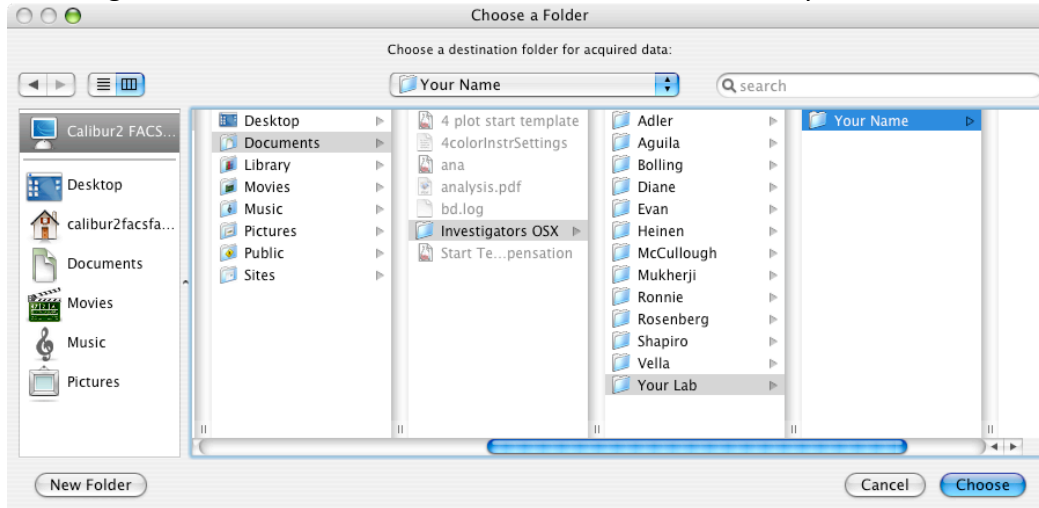 Choose a Folder
Choose a destination folder for acquired data:
Your Name
search
Calibur2 FACS...
Desktop
calibur2facsfa...
Documents
Movies
Music
Pictures
Desktop
Documents
Library
Movies
Music
Pictures
Public
Sites
4 plot start template
4colorInstrSettings
ana
analysis.pdf
bd.log
Investigators OSX
Start Te...pensation
Adler
Aguila
Bolling
Diane
Evan
Heinen
McCullough
Mukherji
Ronnie
Rosenberg
Shapiro
Vella
Your Lab
Your Name
New Folder
Cancel
Choose